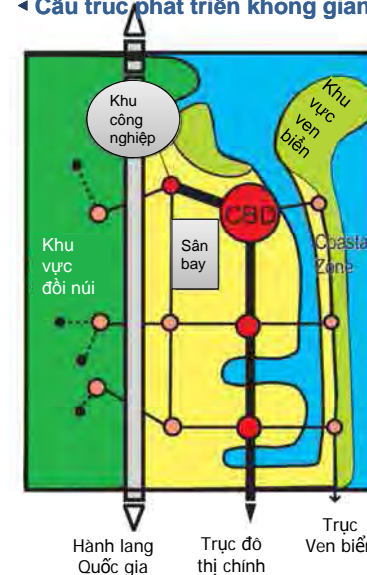 ◂ Cấu trúc phát triển không gian
Khu
công
nghiệp
Khu
vực
ven
biển
CBD
Khu
vực
đồi núi
Sân
bay
Coasta
Zone
Hành lang
Quốc gia
Trục đô
thị chính
Trục
Ven biển